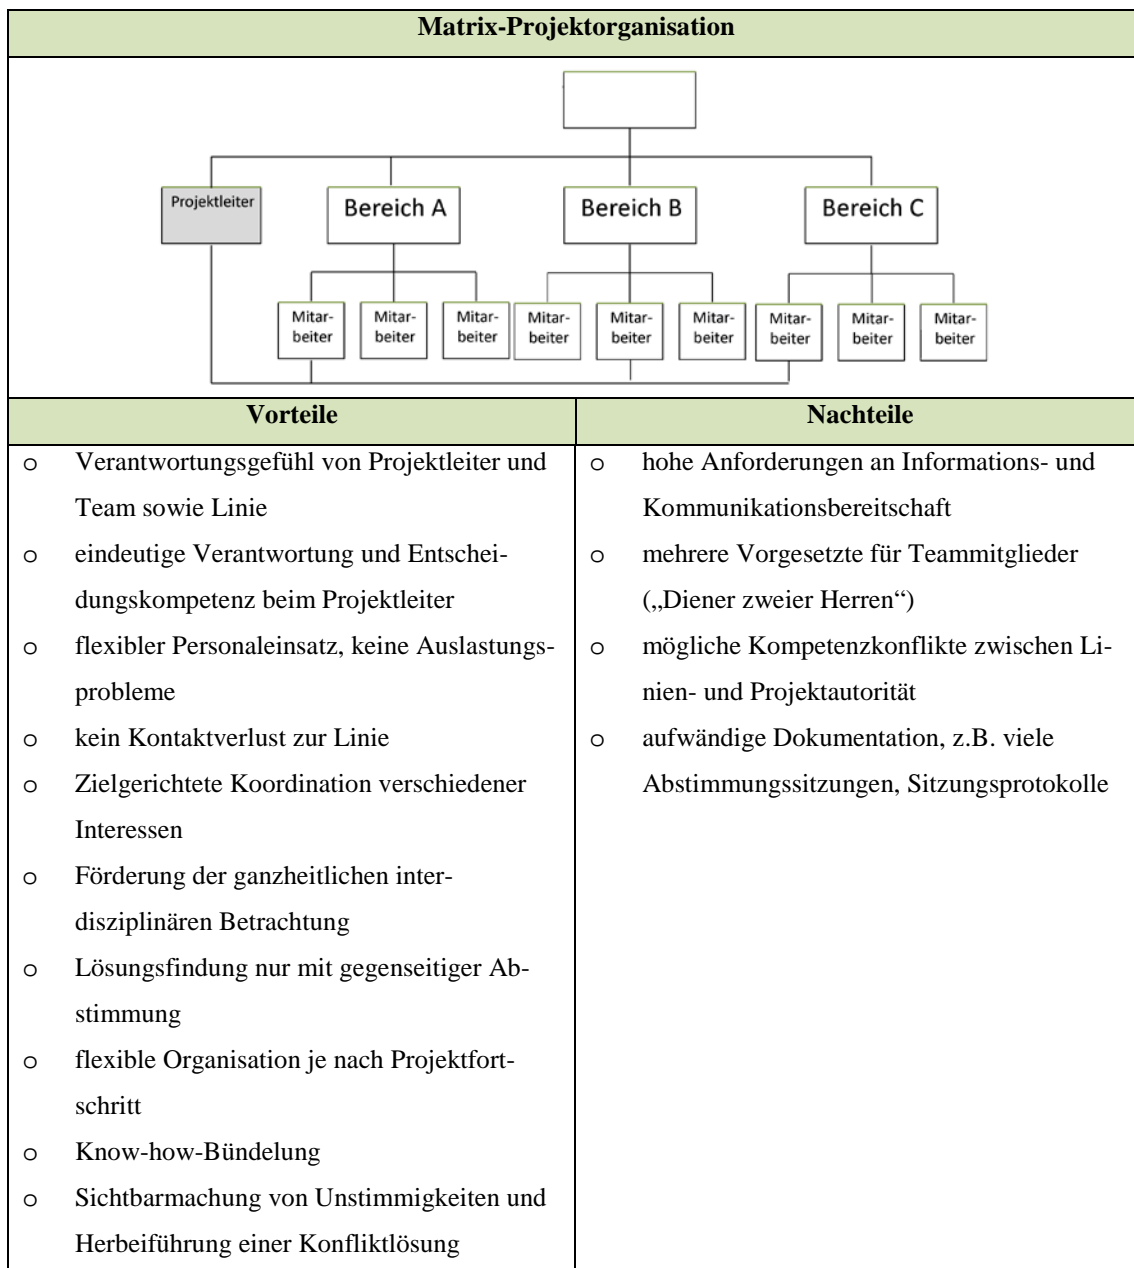 Matrix-Projektorganisation
Projektleiter
Bereich A
Bereich B
Bereich C
Mitar-
beiter
Mitar-
beiter
Mitar-
beiter
Mitar-
beiter
Mitar-
beiter
Mitar-
beiter
Mitar-
beiter
Mitar-
beiter
Mitar-
beiter
Vorteile
o Verantwortungsgefühl von Projektleiter und
Team sowie Linie
o eindeutige Verantwortung und Entschei-
dungskompetenz beim Projektleiter
o flexibler Personaleinsatz, keine Auslastungs-
probleme
o kein Kontaktverlust zur Linie
o Zielgerichtete Koordination verschiedener
Interessen
o Förderung der ganzheitlichen inter-
disziplinären Betrachtung
o Lösungsfindung nur mit gegenseitiger Ab-
stimmung
o flexible Organisation je nach Projektfort-
schritt
o Know-how-Bündelung
o Sichtbarmachung von Unstimmigkeiten und
Herbeiführung einer Konfliktlösung
Nachteile
o hohe Anforderungen an Informations- und
Kommunikationsbereitschaft
o mehrere Vorgesetzte für Teammitglieder
(„Diener zweier Herren“)
o mögliche Kompetenzkonflikte zwischen Li-
nien- und Projektautorität
o aufwändige Dokumentation, z.B. viele
Abstimmungssitzungen, Sitzungsprotokolle